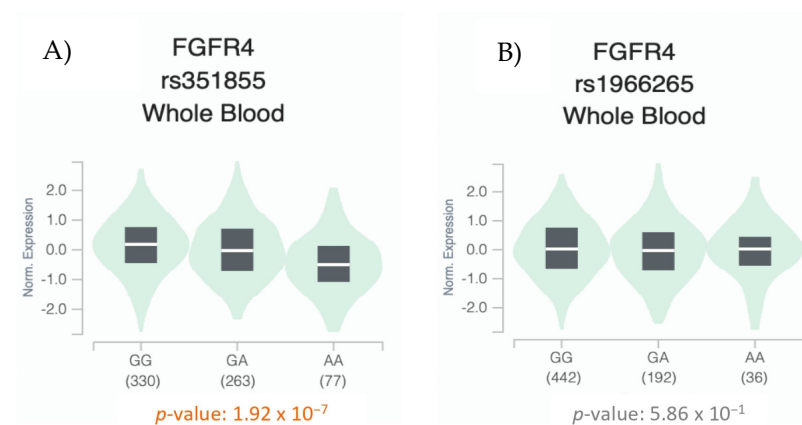 A)
FGFR4
rs351855
Whole Blood
Norm. Expression
2.0
1.0
0.0
-1.0
-2.0
GG
GA
AA
(330)
(263)
(77)
p-value: 1.92 x 10⁻⁷
B)
FGFR4
rs1966265
Whole Blood
Norm. Expression
2.0
1.0
0.0
-1.0
-2.0
GG
GA
AA
(442)
(192)
(36)
p-value: 5.86 x 10⁻¹